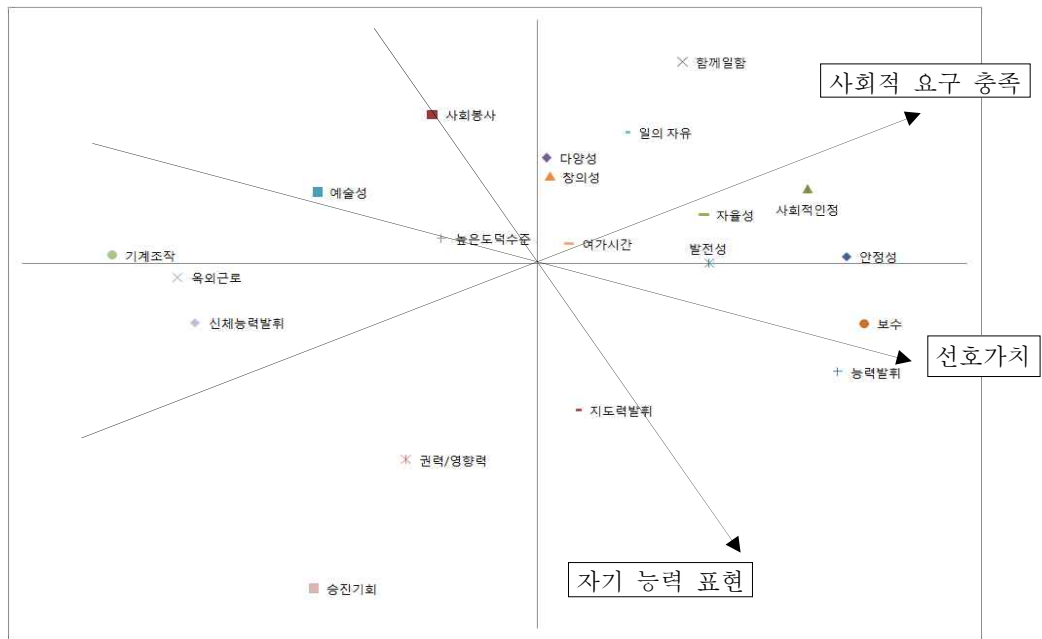 함께일함
사회적 요구 충족
사회봉사
일의 자유
다양성
창의성
예술성
사회적인정
자율성
높은도덕수준
여가시간
발전성
기계조작
안정성
옥외근로
신체능력발휘
보수
선호가치
능력발휘
지도력발휘
권력/영향력
자기 능력 표현
승진기회